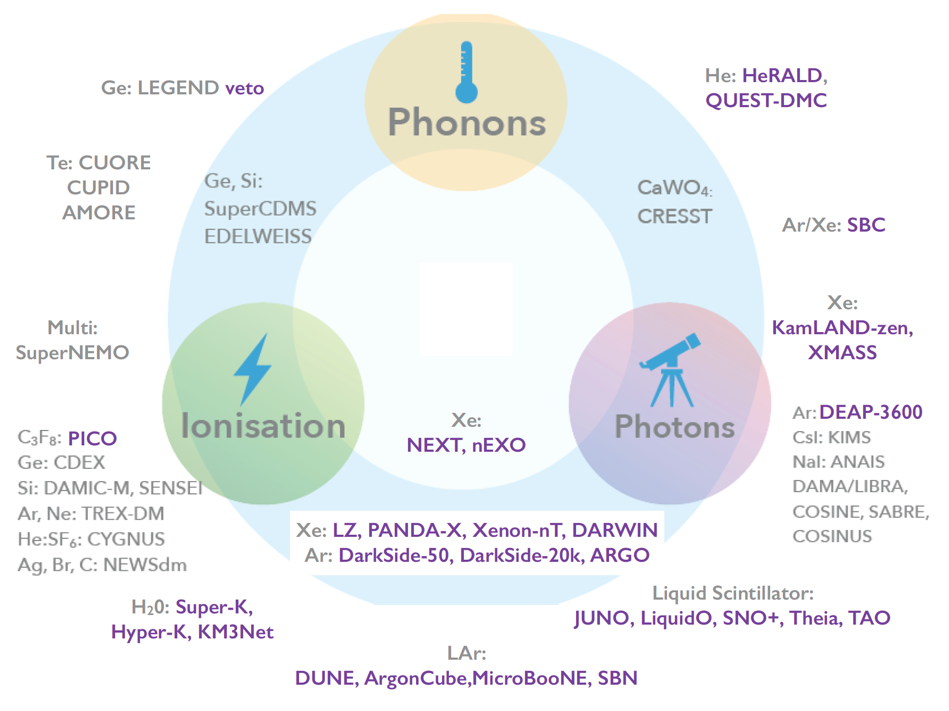 Phonons
Ge: LEGEND veto
He: HeRALD,
QUEST-DMC
Te: CUORE
CUPID
AMORE
Ge, Si:
SuperCDMS
EDELWEISS
CaWO₄:
CRESST
Ar/Xe: SBC
Multi:
SuperNEMO
Xe:
KamLAND-zen,
XMASS
Ionisation
Photons
Xe:
NEXT, nEXO
C₃F₈: PICO
Ge: CDEX
Si: DAMIC-M, SENSEI
Ar, Ne: TREX-DM
He:SF₆: CYGNUS
Ag, Br, C: NEWSdm
Ar: DEAP-3600
CsI: KIMS
NaI: ANAIS
DAMA/LIBRA,
COSINE, SABRE,
COSINUS
Xe: LZ, PANDA-X, Xenon-nT, DARWIN
Ar: DarkSide-50, DarkSide-20k, ARGO
H₂0: Super-K,
Hyper-K, KM3Net
Liquid Scintillator:
JUNO, LiquidO, SNO+, Theia, TAO
LAr:
DUNE, ArgonCube,MicroBooNE, SBN